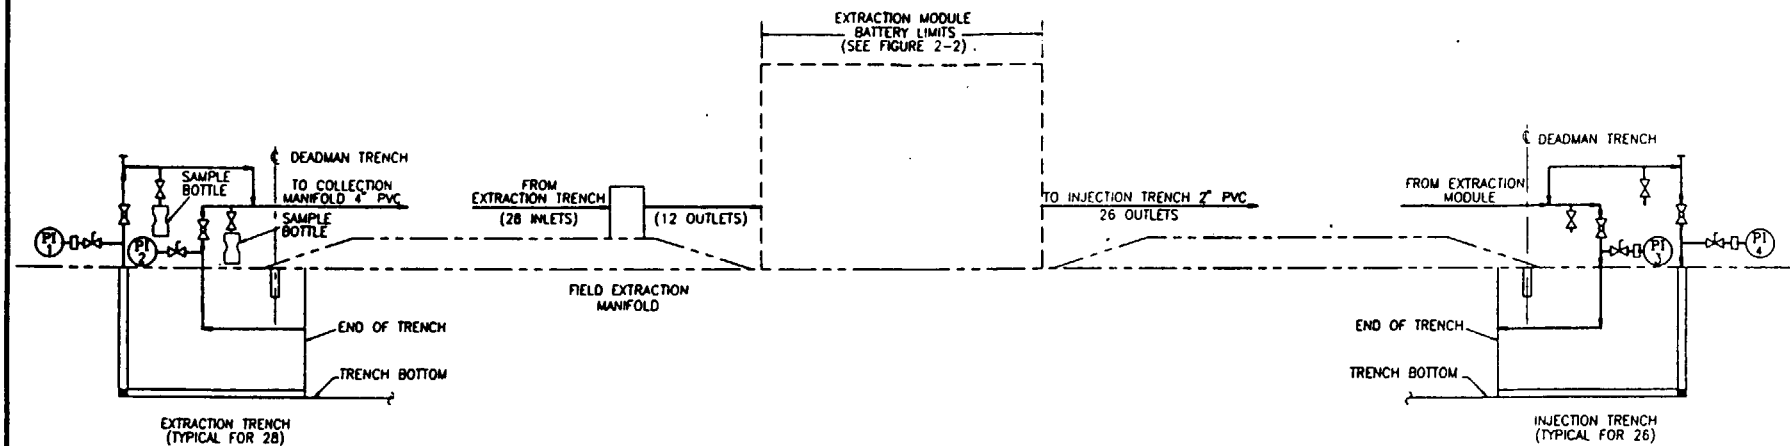 EXTRACTION MODULE
BATTERY LIMITS
(SEE FIGURE 2-2)
℄ DEADMAN TRENCH
SAMPLE
BOTTLE
TO COLLECTION
MANIFOLD 4" PVC
SAMPLE
BOTTLE
PI
1
PI
2
FROM
EXTRACTION TRENCH
(28 INLETS)
(12 OUTLETS)
FIELD EXTRACTION
MANIFOLD
END OF TRENCH
TRENCH BOTTOM
EXTRACTION TRENCH
(TYPICAL FOR 28)
TO INJECTION TRENCH 2" PVC
26 OUTLETS
℄ DEADMAN TRENCH
FROM EXTRACTION
MODULE
PI
3
PI
4
END OF TRENCH
TRENCH BOTTOM
INJECTION TRENCH
(TYPICAL FOR 26)